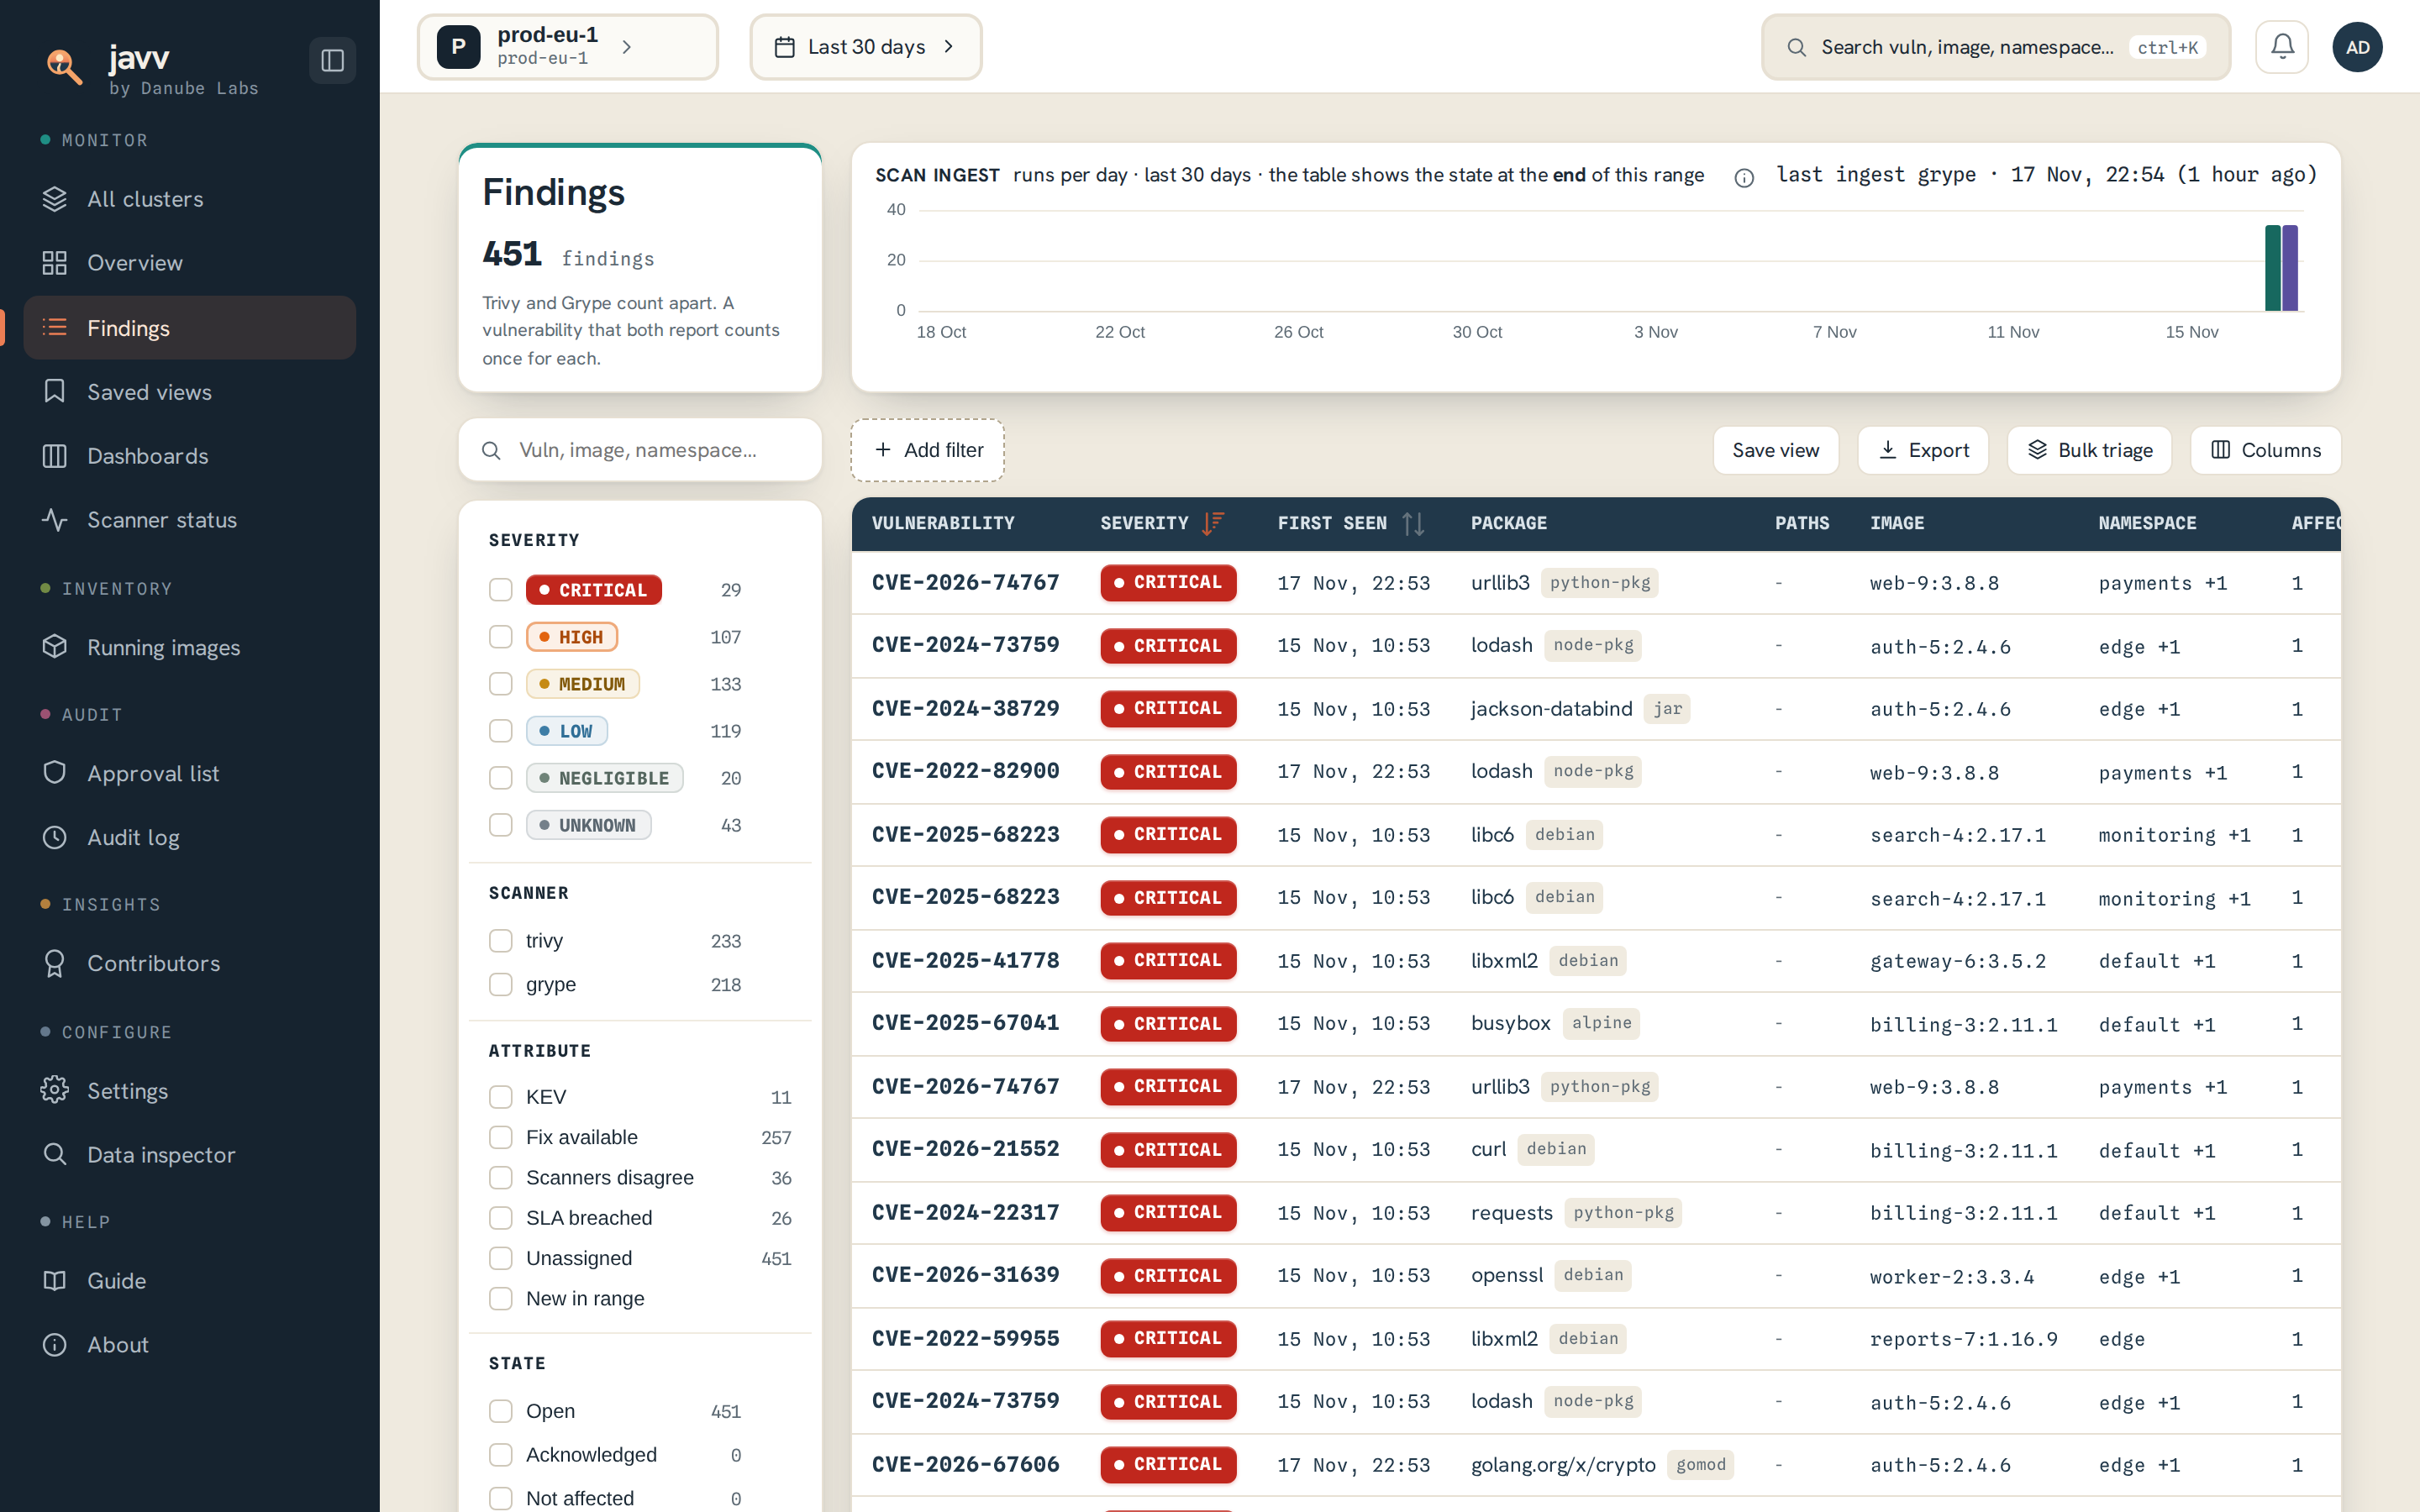 javv
by Danube Labs
MONITOR
All clusters
Overview
Findings
Saved views
Dashboards
Scanner status
INVENTORY
Running images
AUDIT
Approval list
Audit log
INSIGHTS
Contributors
CONFIGURE
Settings
Data inspector
HELP
Guide
About
P
prod-eu-1
prod-eu-1
Last 30 days
Search vuln, image, namespace...
ctrl+K
AD
Findings
451 findings
Trivy and Grype count apart. A
vulnerability that both report counts
once for each.
SCAN INGEST runs per day · last 30 days · the table shows the state at the end of this range
last ingest grype · 17 Nov, 22:54 (1 hour ago)
40
20
0
18 Oct 22 Oct 26 Oct 30 Oct 3 Nov 7 Nov 11 Nov 15 Nov
Vuln, image, namespace...
Add filter
Save view
Export
Bulk triage
Columns
SEVERITY
CRITICAL 29
HIGH 107
MEDIUM 133
LOW 119
NEGLIGIBLE 20
UNKNOWN 43
SCANNER
trivy 233
grype 218
ATTRIBUTE
KEV 11
Fix available 257
Scanners disagree 36
SLA breached 26
Unassigned 451
New in range
STATE
Open 451
Acknowledged 0
Not affected 0
VULNERABILITY SEVERITY FIRST SEEN PACKAGE PATHS IMAGE NAMESPACE AFFEC
CVE-2026-74767 CRITICAL 17 Nov, 22:53 urllib3 python-pkg - web-9:3.8.8 payments +1 1
CVE-2024-73759 CRITICAL 15 Nov, 10:53 lodash node-pkg - auth-5:2.4.6 edge +1 1
CVE-2024-38729 CRITICAL 15 Nov, 10:53 jackson-databind jar - auth-5:2.4.6 edge +1 1
CVE-2022-82900 CRITICAL 17 Nov, 22:53 lodash node-pkg - web-9:3.8.8 payments +1 1
CVE-2025-68223 CRITICAL 15 Nov, 10:53 libc6 debian - search-4:2.17.1 monitoring +1 1
CVE-2025-68223 CRITICAL 15 Nov, 10:53 libc6 debian - search-4:2.17.1 monitoring +1 1
CVE-2025-41778 CRITICAL 15 Nov, 10:53 libxml2 debian - gateway-6:3.5.2 default +1 1
CVE-2025-67041 CRITICAL 15 Nov, 10:53 busybox alpine - billing-3:2.11.1 default +1 1
CVE-2026-74767 CRITICAL 17 Nov, 22:53 urllib3 python-pkg - web-9:3.8.8 payments +1 1
CVE-2026-21552 CRITICAL 15 Nov, 10:53 curl debian - billing-3:2.11.1 default +1 1
CVE-2024-22317 CRITICAL 15 Nov, 10:53 requests python-pkg - billing-3:2.11.1 default +1 1
CVE-2026-31639 CRITICAL 15 Nov, 10:53 openssl debian - worker-2:3.3.4 edge +1 1
CVE-2022-59955 CRITICAL 15 Nov, 10:53 libxml2 debian - reports-7:1.16.9 edge 1
CVE-2024-73759 CRITICAL 15 Nov, 10:53 lodash node-pkg - auth-5:2.4.6 edge +1 1
CVE-2026-67606 CRITICAL 17 Nov, 22:53 golang.org/x/crypto gomod - auth-5:2.4.6 edge +1 1